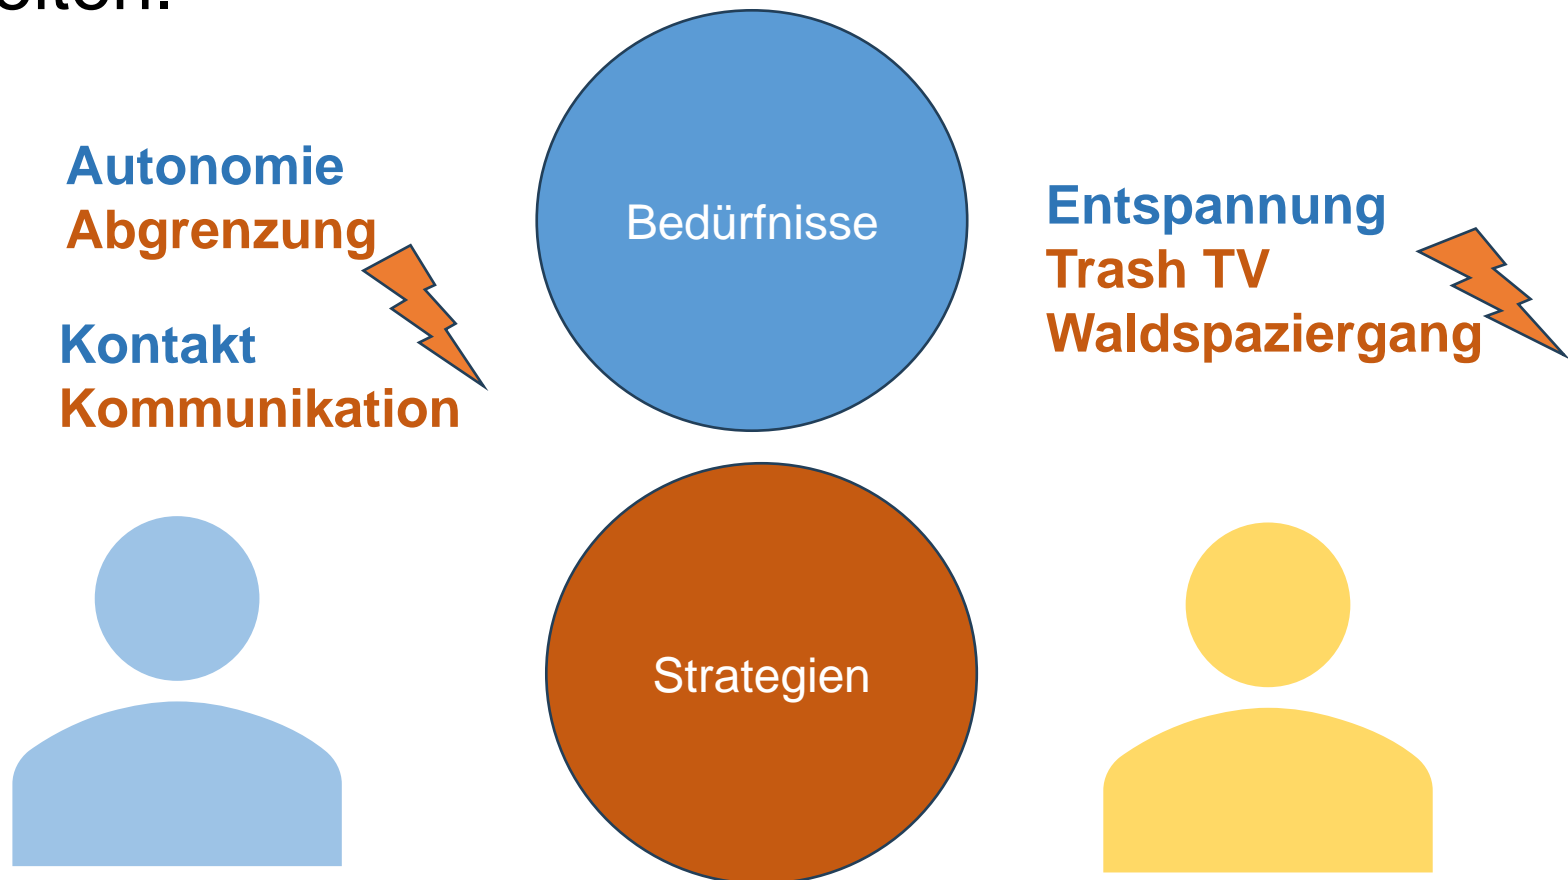 Autonomie
Abgrenzung
Kontakt
Kommunikation
Bedürfnisse
Strategien
Entspannung
Trash TV
Waldspaziergang